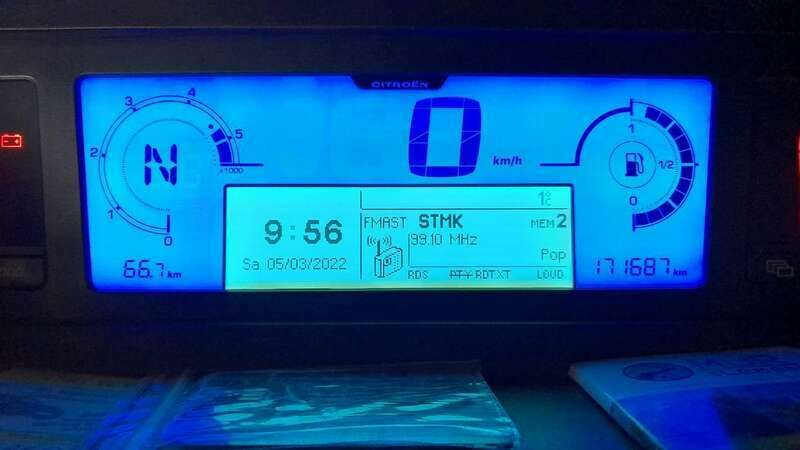 CITROËN
3 4
2 5
N
x1000
1
0
66.7 km
0 km/h
1
1/2
0
171687 km
1°C
9:56
Sa 05/03/2022
FMAST STMK MEM 2
99.10 MHz
Pop
RDS PTY RDTXT LOUD